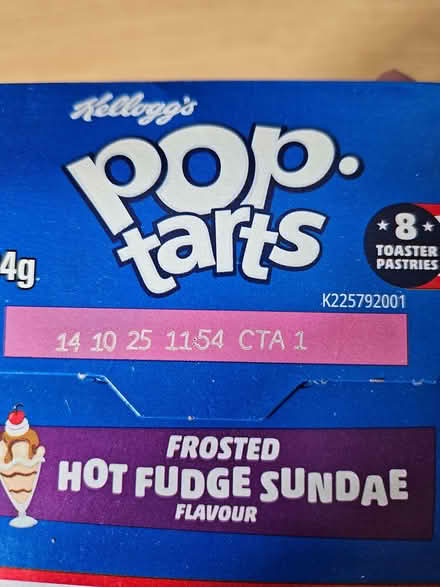 Kellogg's
pop.
tarts
★ 8 ★
TOASTER
PASTRIES
4g
K225792001
14 10 25 11:54 CTA 1
FROSTED
HOT FUDGE SUNDAE
FLAVOUR